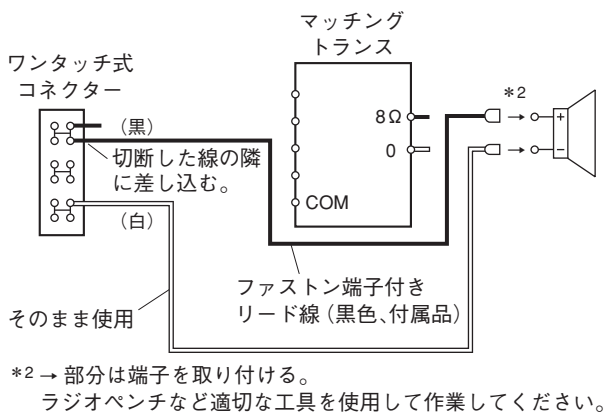 マッチング
トランス
ワンタッチ式
コネクター
*2
(黒)
8Ω
+
切断した線の隣
に差し込む。
0
−
COM
(白)
ファストン端子付き
リード線(黒色、付属品)
そのまま使用
*2→部分は端子を取り付ける。
ラジオペンチなど適切な工具を使用して作業してください。